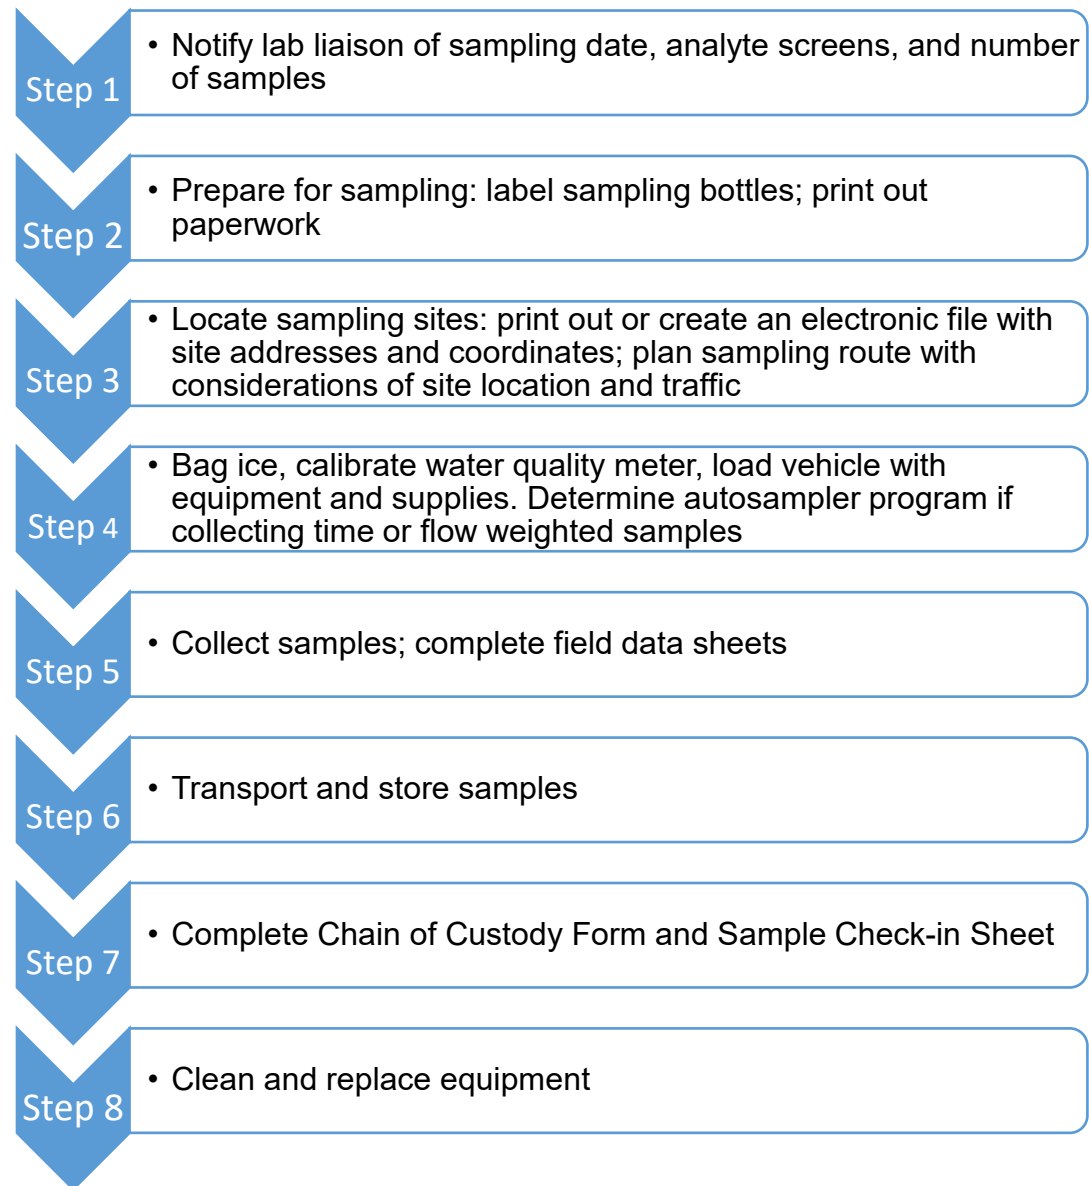 Step 1
• Notify lab liaison of sampling date, analyte screens, and number
of samples
Step 2
• Prepare for sampling: label sampling bottles; print out
paperwork
Step 3
• Locate sampling sites: print out or create an electronic file with
site addresses and coordinates; plan sampling route with
considerations of site location and traffic
Step 4
• Bag ice, calibrate water quality meter, load vehicle with
equipment and supplies. Determine autosampler program if
collecting time or flow weighted samples
Step 5
• Collect samples; complete field data sheets
Step 6
• Transport and store samples
Step 7
• Complete Chain of Custody Form and Sample Check-in Sheet
Step 8
• Clean and replace equipment